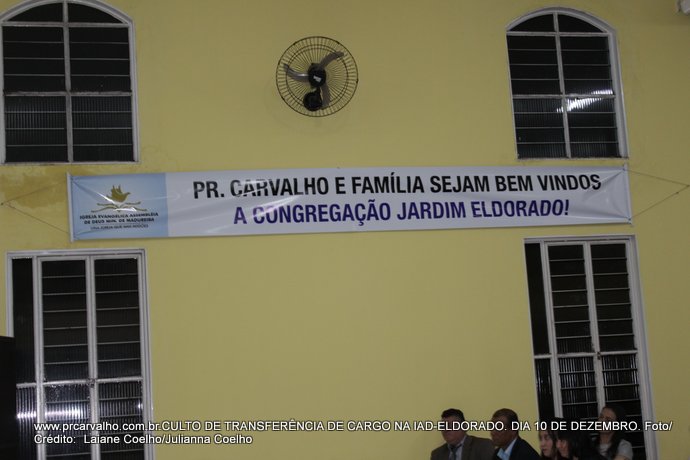 PR. CARVALHO E FAMÍLIA SEJAM BEM VINDOS
A CONGREGAÇÃO JARDIM ELDORADO!
IGREJA EVANGÉLICA ASSEMBLÉIA
DE DEUS MIN. DE MADUREIRA
www.prcarvalho.com.br.CULTO DE TRANSFERÊNCIA DE CARGO NA IAD-ELDORADO. DIA 10 DE DEZEMBRO. Foto/
Crédito: Laiane Coelho/Julianna Coelho